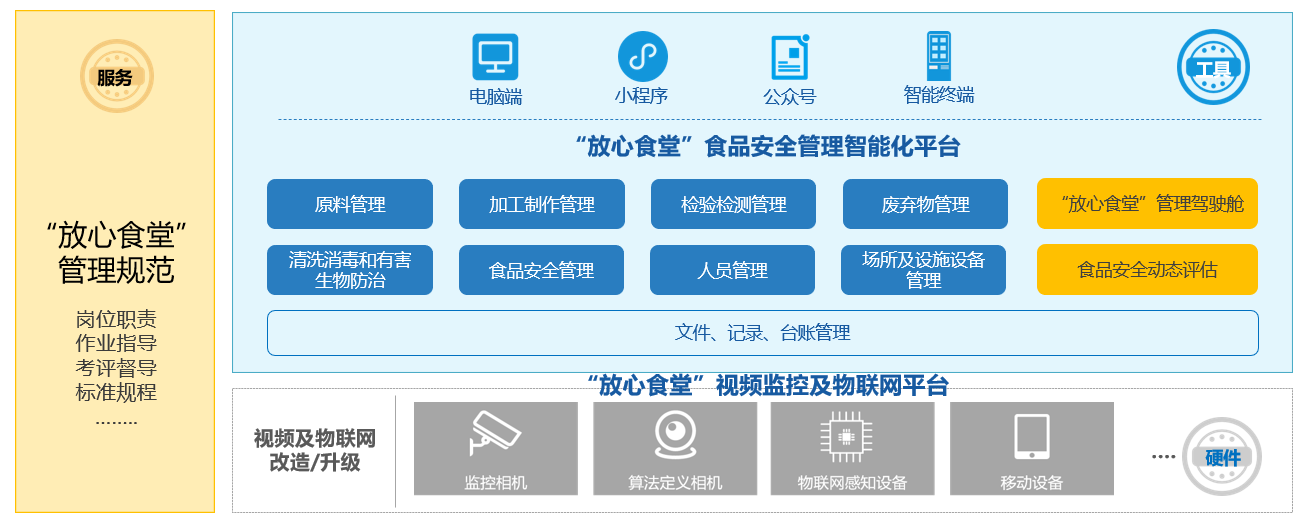 服务
“放心食堂”
管理规范
岗位职责
作业指导
考评督导
标准规程
........
电脑端
小程序
公众号
智能终端
工具
“放心食堂”食品安全管理智能化平台
原料管理
加工制作管理
检验检测管理
废弃物管理
“放心食堂”管理驾驶舱
清洗消毒和有害
生物防治
食品安全管理
人员管理
场所及设施设备
管理
食品安全动态评估
文件、记录、台账管理
“放心食堂”视频监控及物联网平台
视频及物联网
改造/升级
监控相机
算法定义相机
物联网感知设备
移动设备
....
硬件